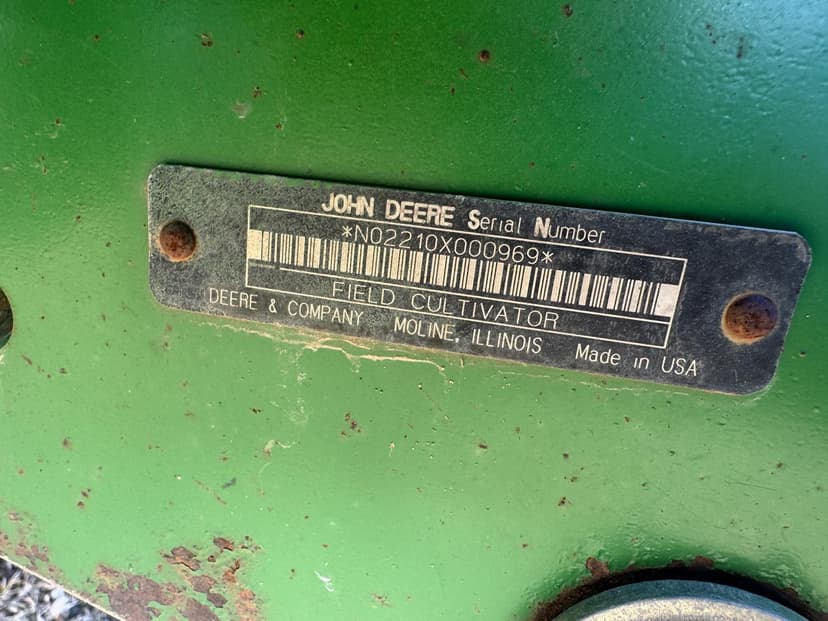 JOHN DEERE Serial Number
*N02210X000969*
FIELD CULTIVATOR
DEERE & COMPANY MOLINE, ILLINOIS Made in USA